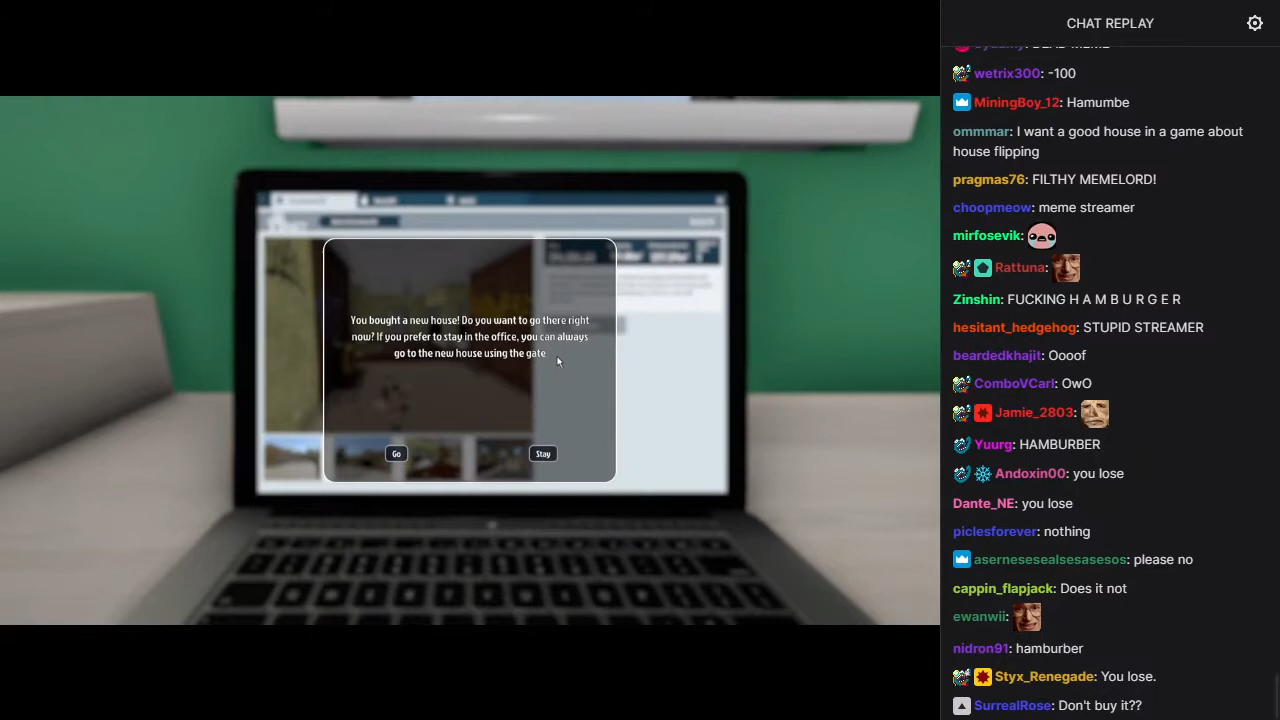 You bought a new house! Do you want to go there right
now? If you prefer to stay in the office, you can always
go to the new house using the gate
Go
Stay
CHAT REPLAY
wetrix300: -100
MiningBoy_12: Hamumbe
ommmar: I want a good house in a game about
house flipping
pragmas76: FILTHY MEMELORD!
choopmeow: meme streamer
mirfosevik:
Rattuna:
Zinshin: FUCKING H A M B U R G E R
hesitant_hedgehog: STUPID STREAMER
beardedkhajit: Oooof
ComboVCarl: OwO
Jamie_2803:
Yuurg: HAMBURBER
Andoxin00: you lose
Dante_NE: you lose
piclesforever: nothing
asernesesealsesasesos: please no
cappin_flapjack: Does it not
ewanwii:
nidron91: hamburber
Styx_Renegade: You lose.
SurrealRose: Don't buy it??